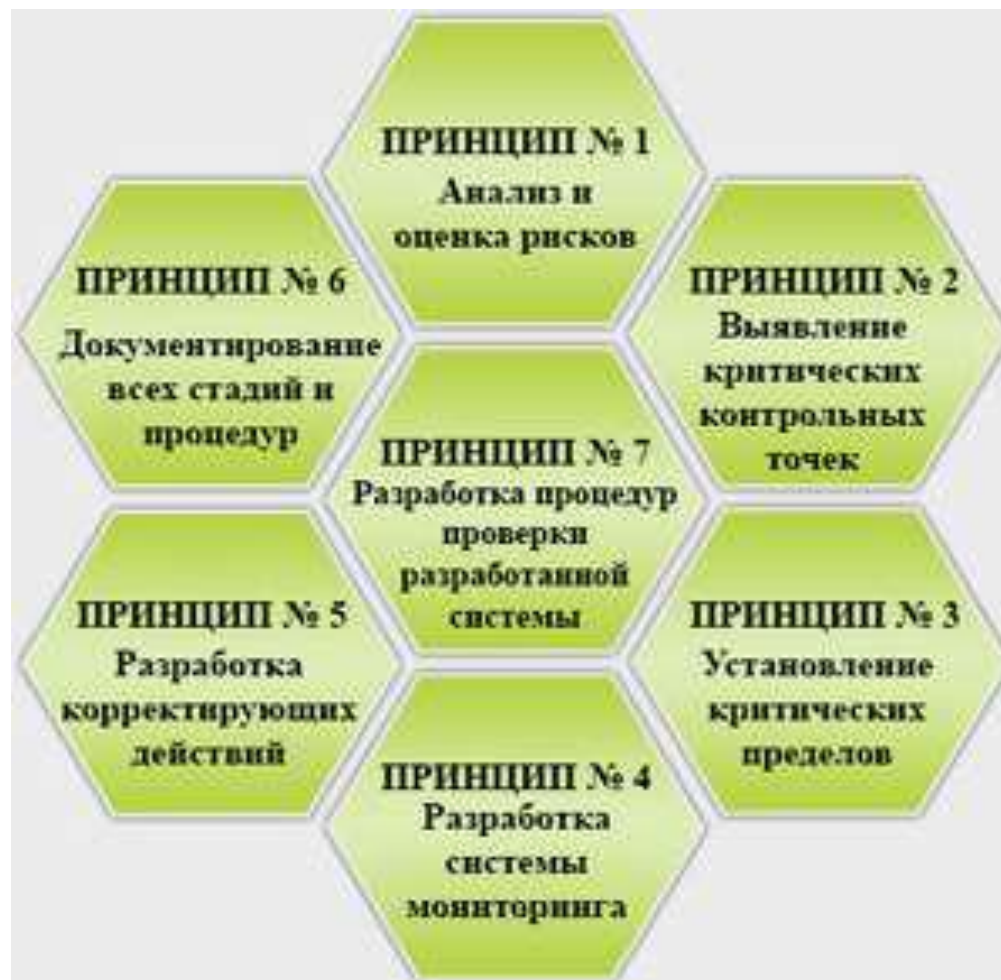 ПРИНЦИП № 1
Анализ и
оценка рисков
ПРИНЦИП № 2
Выявление
критических
контрольных
точек
ПРИНЦИП № 3
Установление
критических
пределов
ПРИНЦИП № 4
Разработка
системы
мониторинга
ПРИНЦИП № 5
Разработка
корректирующих
действий
ПРИНЦИП № 6
Документирование
всех стадий и
процедур
ПРИНЦИП № 7
Разработка процедур
проверки
разработанной
системы